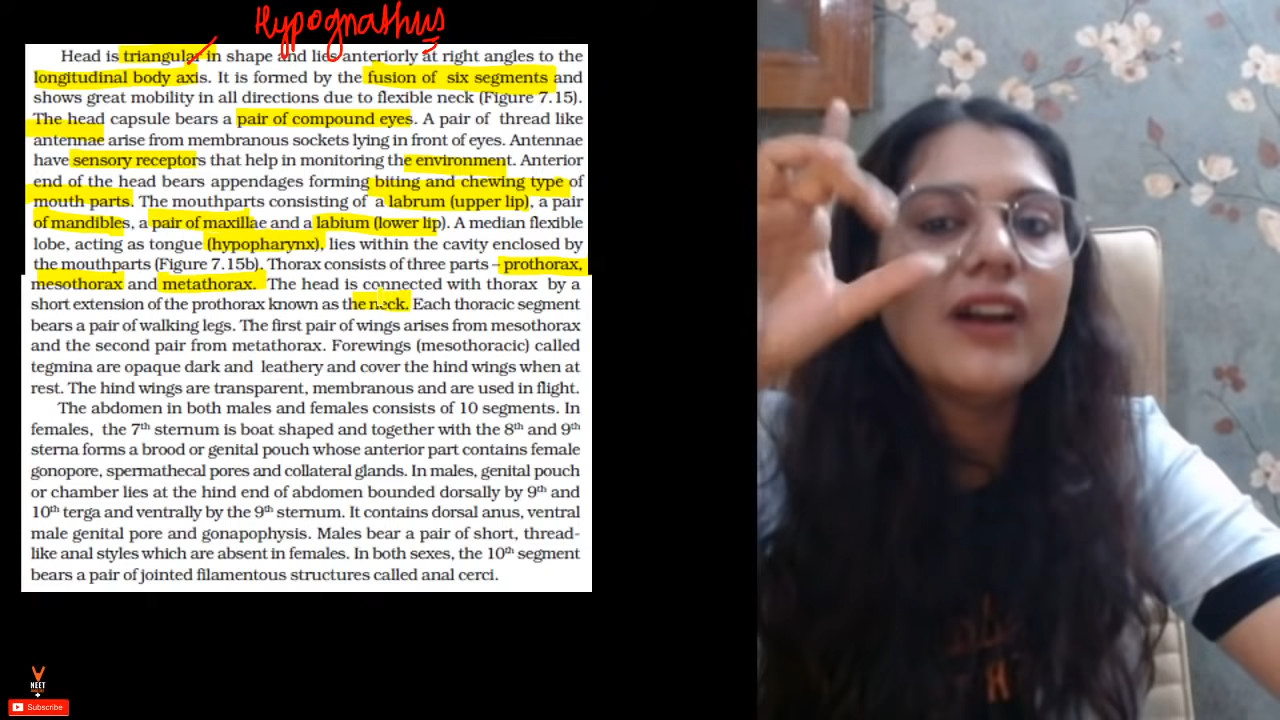 Hypognathus
Head is triangular in shape and lies anteriorly at right angles to the
longitudinal body axis. It is formed by the fusion of six segments and
shows great mobility in all directions due to flexible neck (Figure 7.15).
The head capsule bears a pair of compound eyes. A pair of thread like
antennae arise from membranous sockets lying in front of eyes. Antennae
have sensory receptors that help in monitoring the environment. Anterior
end of the head bears appendages forming biting and chewing type of
mouth parts. The mouthparts consisting of a labrum (upper lip), a pair
of mandibles, a pair of maxillae and a labium (lower lip). A median flexible
lobe, acting as tongue (hypopharynx), lies within the cavity enclosed by
the mouthparts (Figure 7.15b). Thorax consists of three parts – prothorax,
mesothorax and metathorax. The head is connected with thorax by a
short extension of the prothorax known as the neck. Each thoracic segment
bears a pair of walking legs. The first pair of wings arises from mesothorax
and the second pair from metathorax. Forewings (mesothoracic) called
tegmina are opaque dark and leathery and cover the hind wings when at
rest. The hind wings are transparent, membranous and are used in flight.
The abdomen in both males and females consists of 10 segments. In
females, the 7th sternum is boat shaped and together with the 8th and 9th
sterna forms a brood or genital pouch whose anterior part contains female
gonopore, spermathecal pores and collateral glands. In males, genital pouch
or chamber lies at the hind end of abdomen bounded dorsally by 9th and
10th terga and ventrally by the 9th sternum. It contains dorsal anus, ventral
male genital pore and gonapophysis. Males bear a pair of short, thread-
like anal styles which are absent in females. In both sexes, the 10th segment
bears a pair of jointed filamentous structures called anal cerci.
NEET
Subscribe